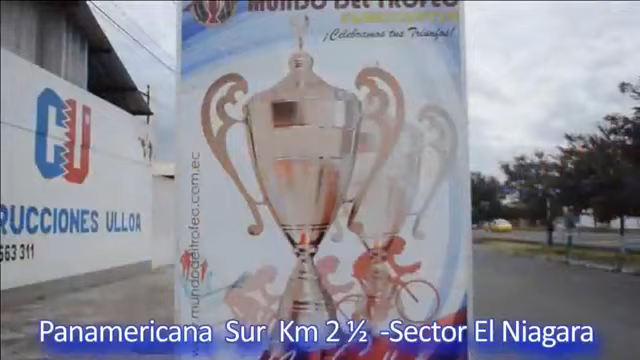 MUNDO DEL TROFEO
¡Celebramos tus Triunfos!
www.mundodeltrofeo.com.ec
CU
RUCCIONES ULLOA
563 311
Panamericana Sur Km 2 ½ -Sector El Niagara